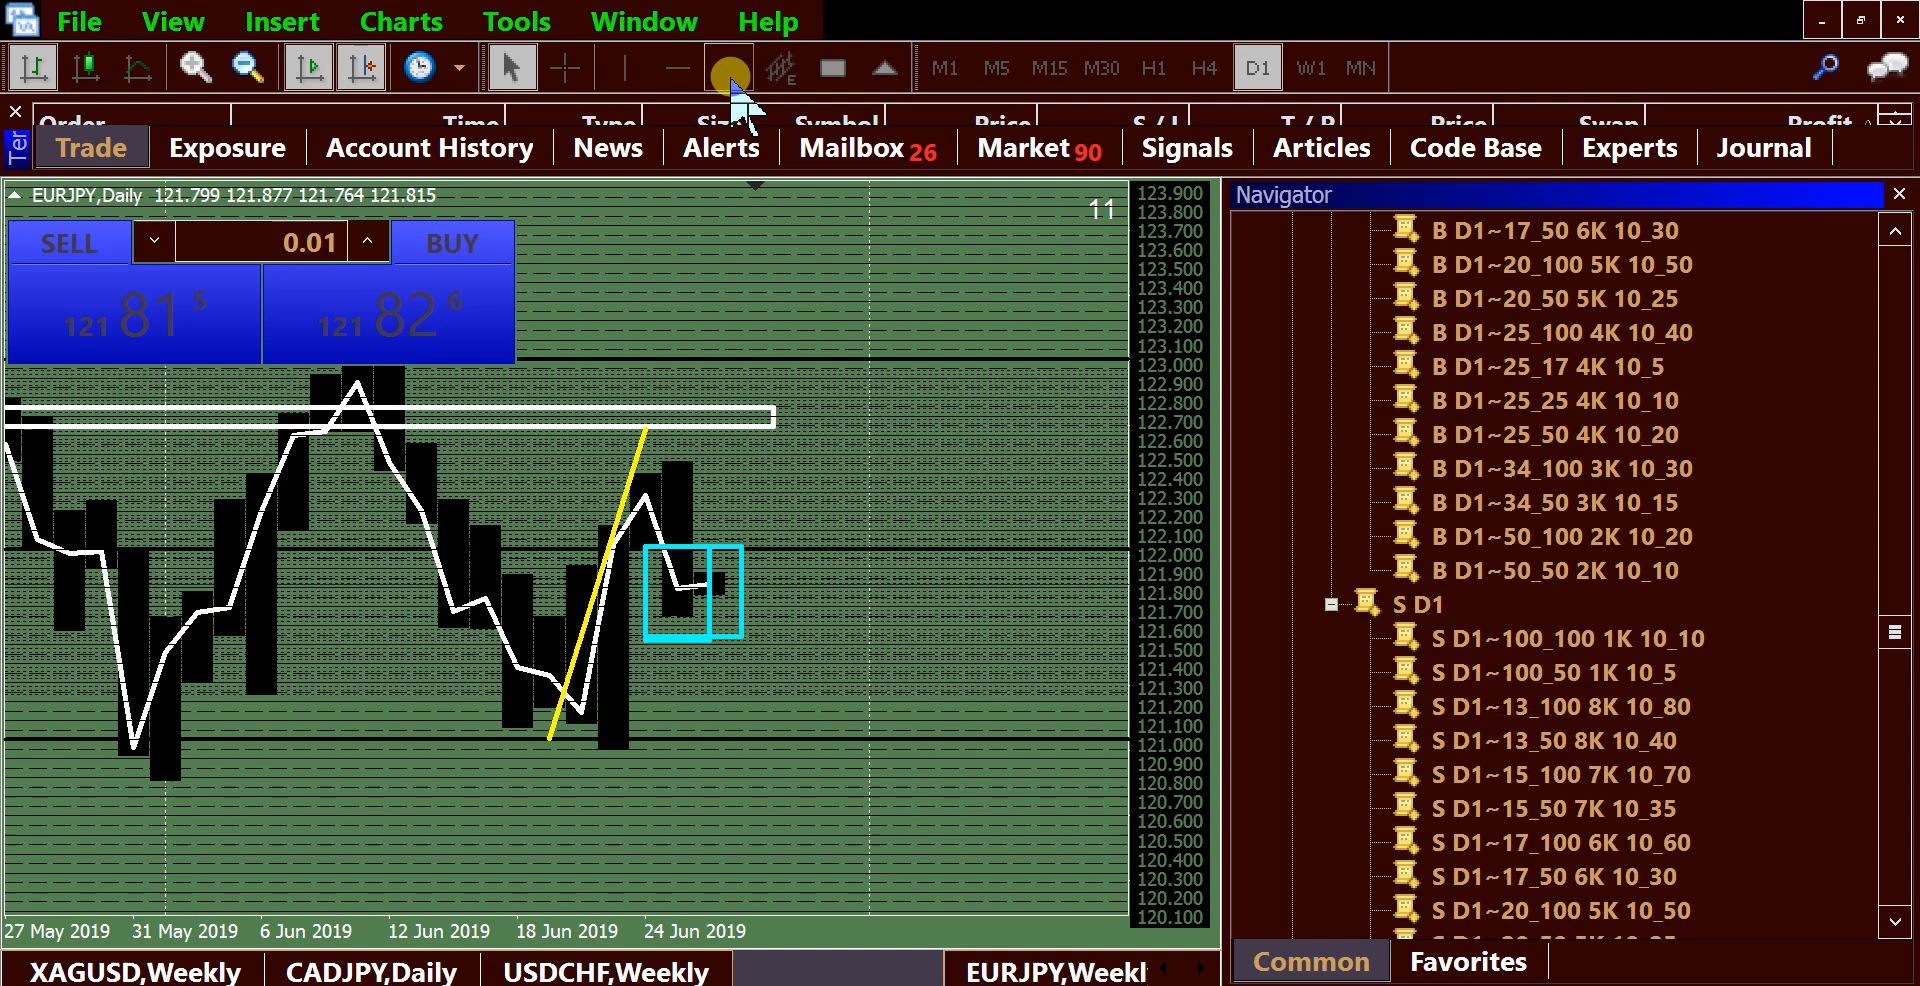 File View Insert Charts Tools Window Help
M1 M5 M15 M30 H1 H4 D1 W1 MN
Order Time Type Size Symbol Price S / L T / P Price Swap Profit
Ter Trade Exposure Account History News Alerts Mailbox 26 Market 90 Signals Articles Code Base Experts Journal
EURJPY,Daily 121.799 121.877 121.764 121.815
11
SELL 0.01 BUY
121 81 5 121 82 6
123.900
123.800
123.700
123.600
123.500
123.400
123.300
123.200
123.100
123.000
122.900
122.800
122.700
122.600
122.500
122.400
122.300
122.200
122.100
122.000
121.900
121.800
121.700
121.600
121.500
121.400
121.300
121.200
121.100
121.000
120.900
120.800
120.700
120.600
120.500
120.400
120.300
120.200
120.100
27 May 2019 31 May 2019 6 Jun 2019 12 Jun 2019 18 Jun 2019 24 Jun 2019
XAGUSD,Weekly CADJPY,Daily USDCHF,Weekly EURJPY,Weekl
Navigator
B D1~17_50 6K 10_30
B D1~20_100 5K 10_50
B D1~20_50 5K 10_25
B D1~25_100 4K 10_40
B D1~25_17 4K 10_5
B D1~25_25 4K 10_10
B D1~25_50 4K 10_20
B D1~34_100 3K 10_30
B D1~34_50 3K 10_15
B D1~50_100 2K 10_20
B D1~50_50 2K 10_10
S D1
S D1~100_100 1K 10_10
S D1~100_50 1K 10_5
S D1~13_100 8K 10_80
S D1~13_50 8K 10_40
S D1~15_100 7K 10_70
S D1~15_50 7K 10_35
S D1~17_100 6K 10_60
S D1~17_50 6K 10_30
S D1~20_100 5K 10_50
Common Favorites